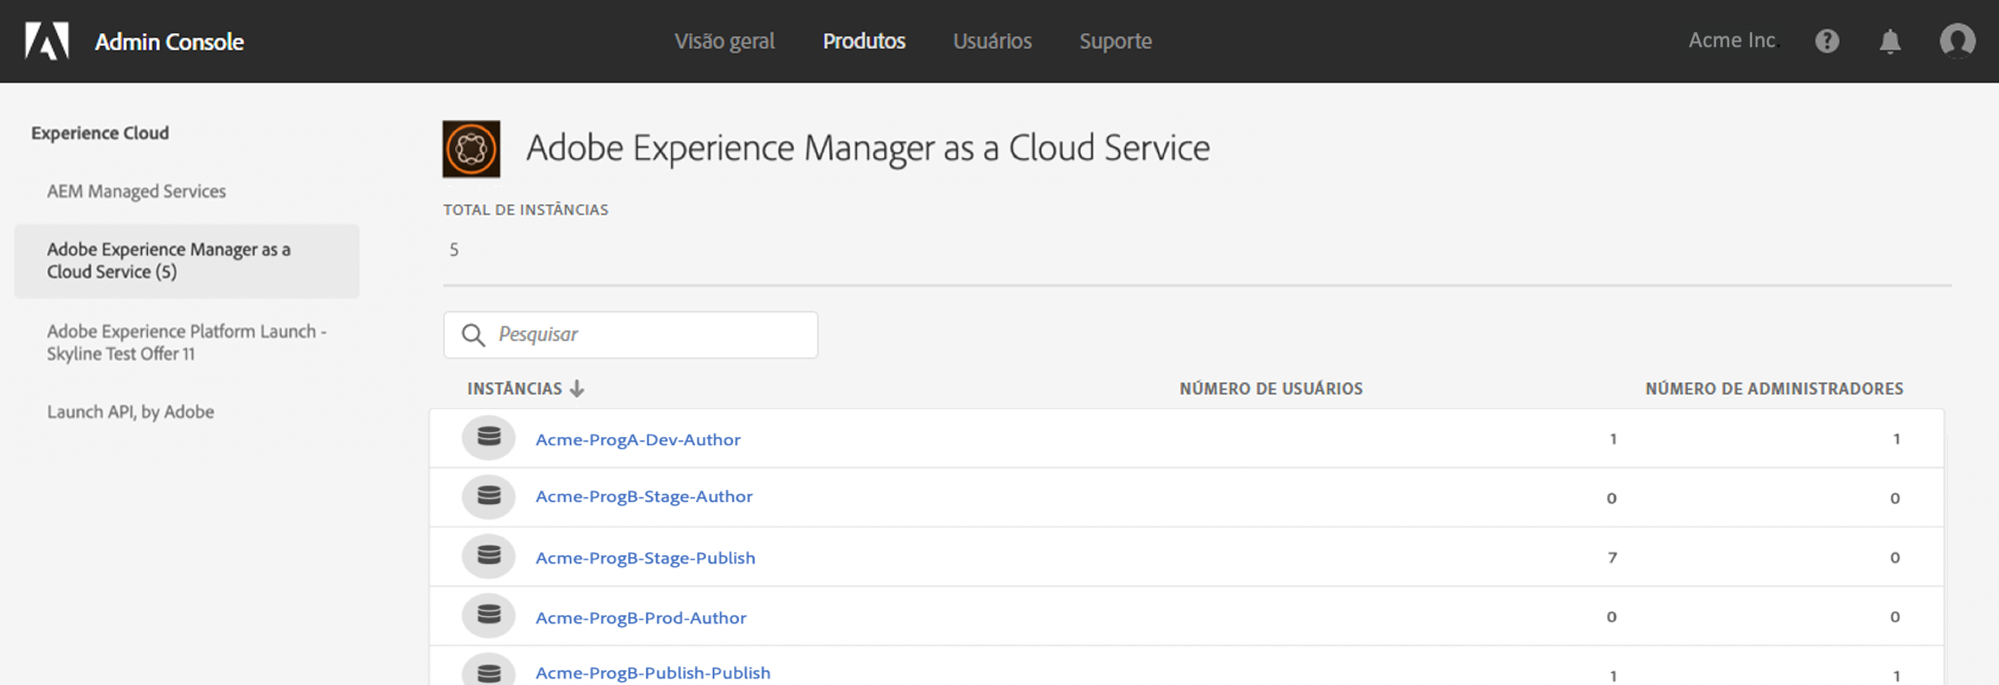 Admin Console
Visão geral
Produtos
Usuários
Suporte
Acme Inc.
Experience Cloud
AEM Managed Services
Adobe Experience Manager as a
Cloud Service (5)
Adobe Experience Platform Launch -
Skyline Test Offer 11
Launch API, by Adobe
Adobe Experience Manager as a Cloud Service
TOTAL DE INSTÂNCIAS
5
Pesquisar
INSTÂNCIAS NÚMERO DE USUÁRIOS NÚMERO DE ADMINISTRADORES
Acme-ProgA-Dev-Author 1 1
Acme-ProgB-Stage-Author 0 0
Acme-ProgB-Stage-Publish 7 0
Acme-ProgB-Prod-Author 0 0
Acme-ProgB-Publish-Publish 1 1